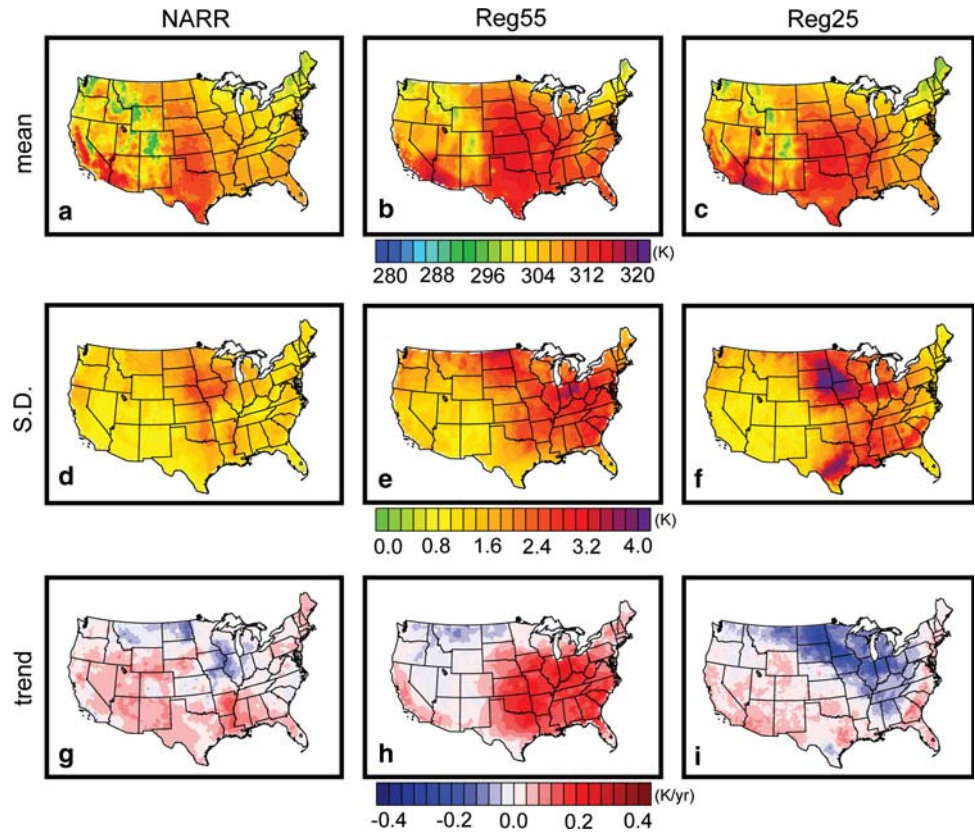 NARR Reg55 Reg25
mean
a b c
280 288 296 304 312 320 (K)
S.D.
d e f
0.0 0.8 1.6 2.4 3.2 4.0 (K)
trend
g h i
-0.4 -0.2 0.0 0.2 0.4 (K/yr)